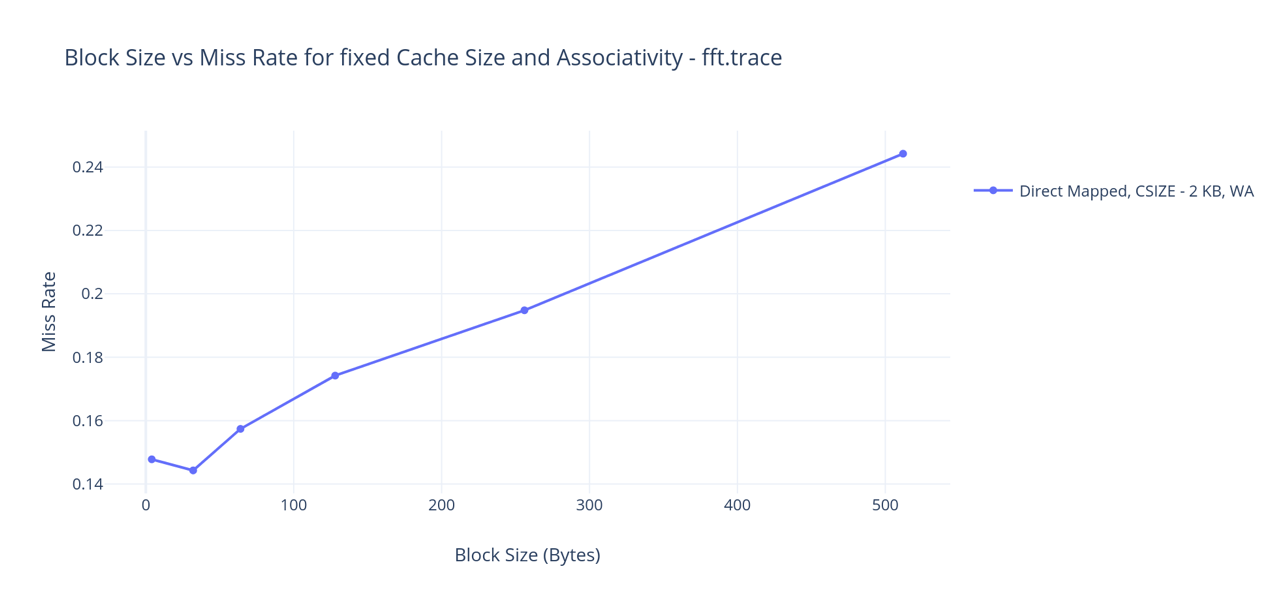 Block Size vs Miss Rate for fixed Cache Size and Associativity - fft.trace
0.24
0.22
0.2
0.18
0.16
0.14
Miss Rate
Direct Mapped, CSIZE - 2 KB, WA
0 100 200 300 400 500
Block Size (Bytes)